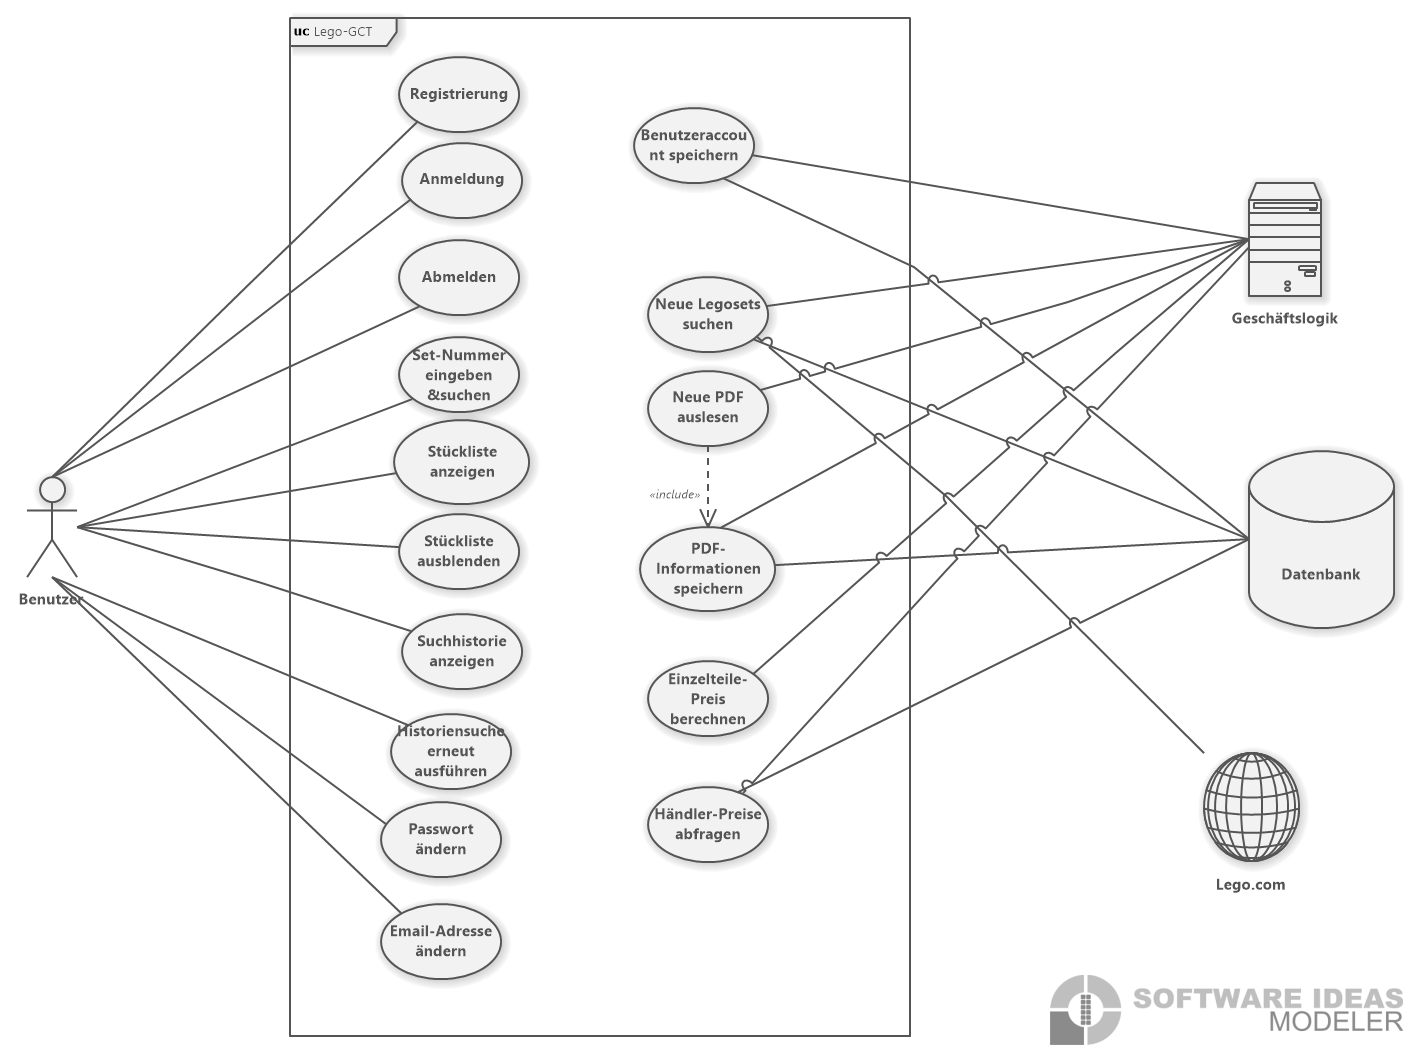 uc Lego-GCT
Registrierung
Anmeldung
Abmelden
Set-Nummer
eingeben
&suchen
Stückliste
anzeigen
Stückliste
ausblenden
Suchhistorie
anzeigen
Historiensuche
erneut
ausführen
Passwort
ändern
Email-Adresse
ändern
Benutzer
Benutzeraccou
nt speichern
Neue Legosets
suchen
Neue PDF
auslesen
«include»
PDF-
Informationen
speichern
Einzelteile-
Preis
berechnen
Händler-Preise
abfragen
Geschäftslogik
Datenbank
Lego.com
SOFTWARE IDEAS
MODELER